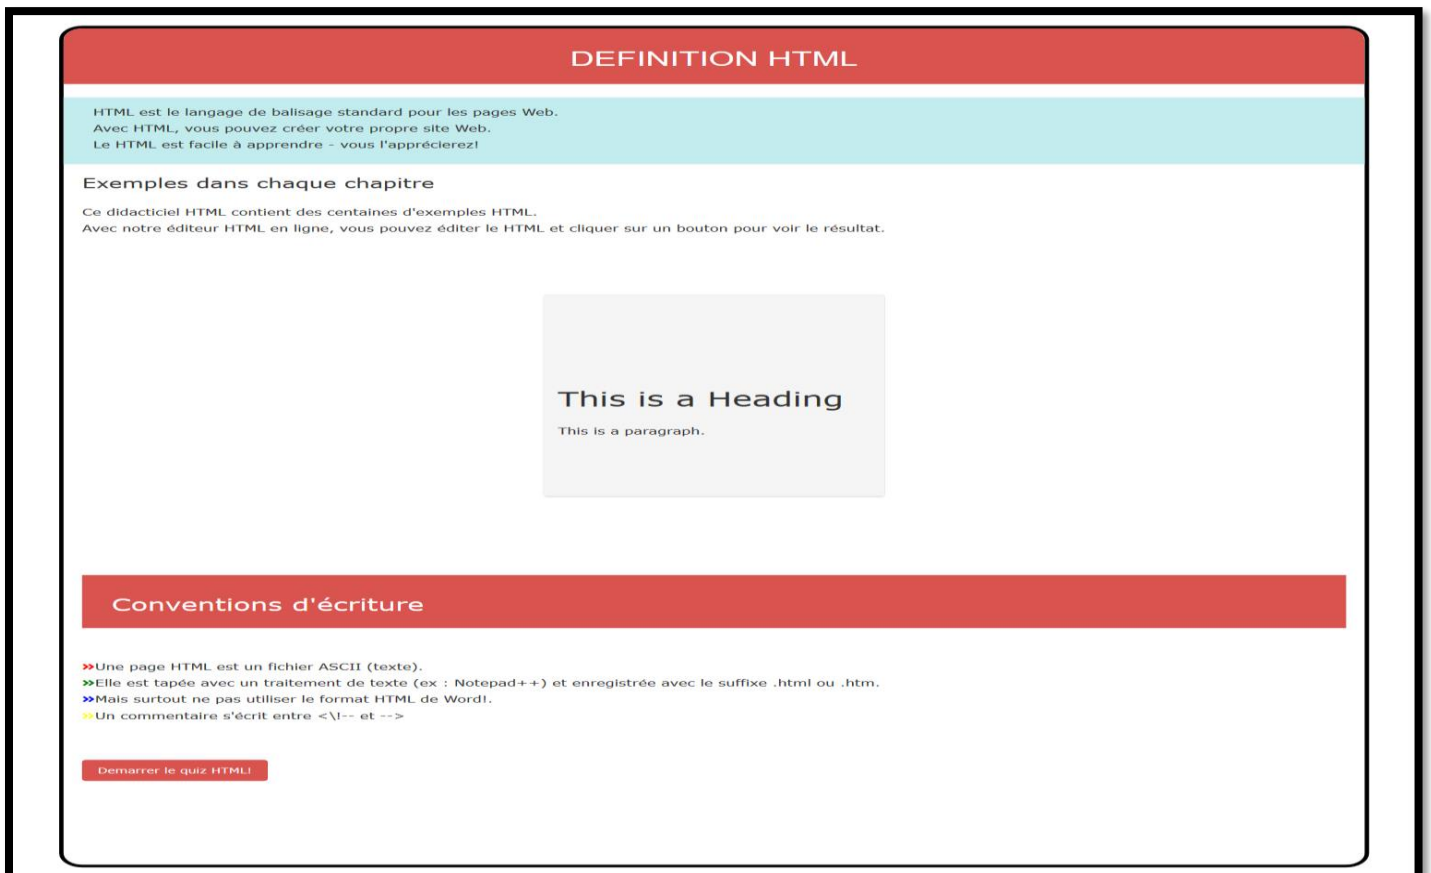 DEFINITION HTML
HTML est le langage de balisage standard pour les pages Web.
Avec HTML, vous pouvez créer votre propre site Web.
Le HTML est facile à apprendre - vous l'apprécierez!
Exemples dans chaque chapitre
Ce didacticiel HTML contient des centaines d'exemples HTML.
Avec notre éditeur HTML en ligne, vous pouvez éditer le HTML et cliquer sur un bouton pour voir le résultat.
This is a Heading
This is a paragraph.
Conventions d'écriture
»Une page HTML est un fichier ASCII (texte).
»Elle est tapée avec un traitement de texte (ex : Notepad++) et enregistrée avec le suffixe .html ou .htm.
»Mais surtout ne pas utiliser le format HTML de Word!.
»Un commentaire s'écrit entre <\!-- et -->
Demarrer le quiz HTML!